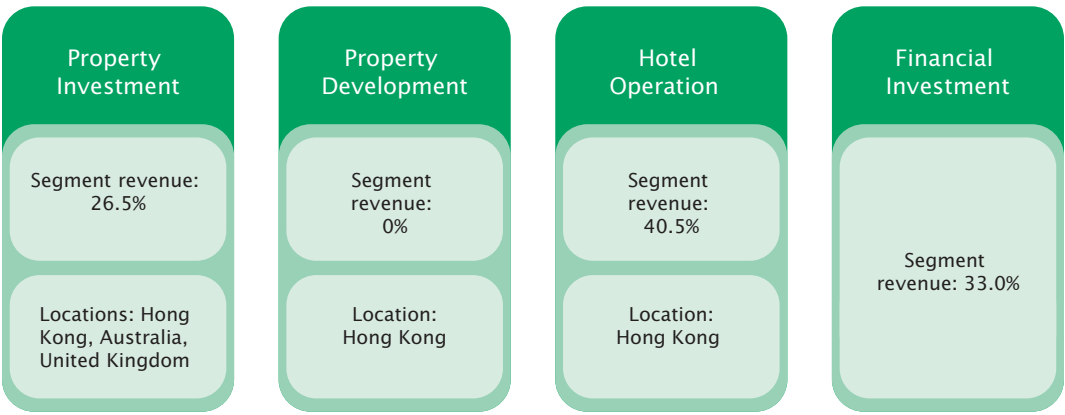 Property
Investment
Segment revenue:
26.5%
Locations: Hong
Kong, Australia,
United Kingdom
Property
Development
Segment
revenue:
0%
Location:
Hong Kong
Hotel
Operation
Segment
revenue:
40.5%
Location:
Hong Kong
Financial
Investment
Segment
revenue: 33.0%